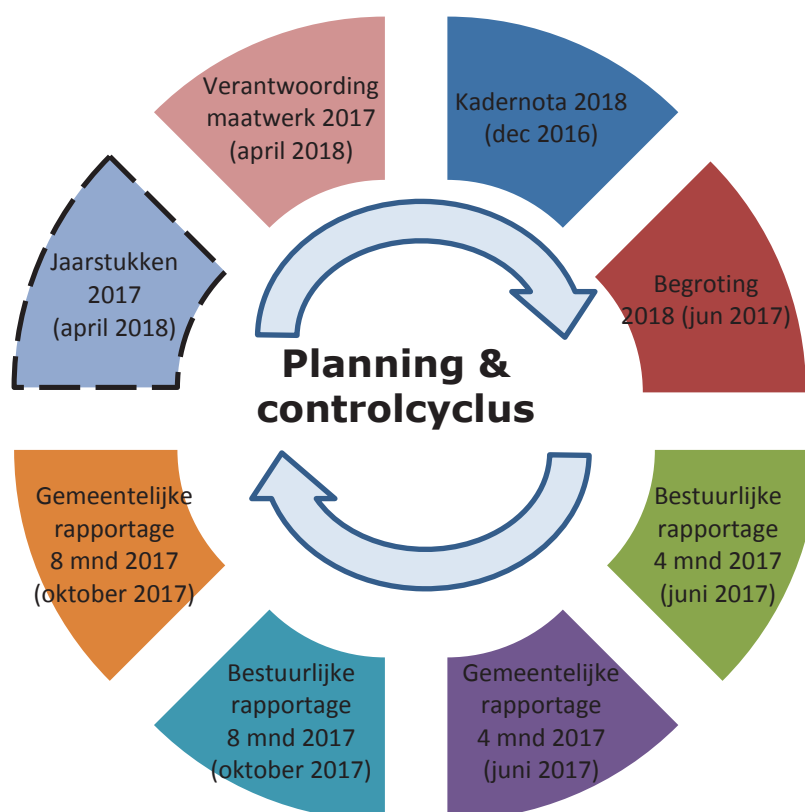 Verantwoording
maatwerk 2017
(april 2018)
Kadernota 2018
(dec 2016)
Begroting
2018 (jun 2017)
Bestuurlijke
rapportage
4 mnd 2017
(juni 2017)
Gemeentelijke
rapportage
4 mnd 2017
(juni 2017)
Bestuurlijke
rapportage
8 mnd 2017
(oktober 2017)
Gemeentelijke
rapportage
8 mnd 2017
(oktober 2017)
Jaarstukken
2017
(april 2018)
Planning &
controlcyclus